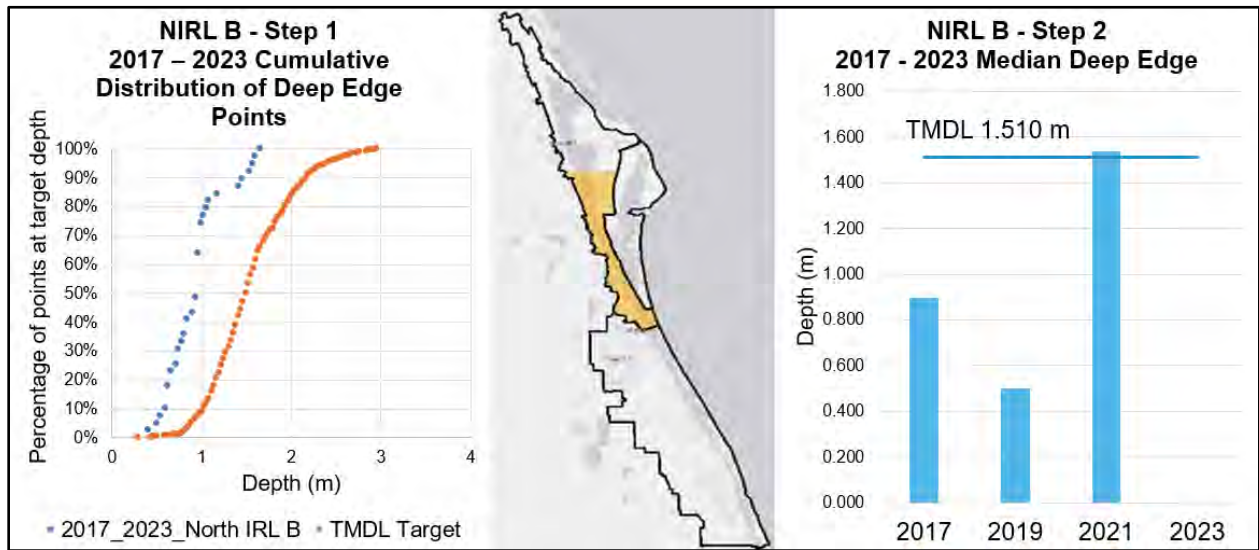 NIRL B - Step 1
2017 – 2023 Cumulative
Distribution of Deep Edge
Points
Percentage of points at target depth
100%
90%
80%
70%
60%
50%
40%
30%
20%
10%
0%
0 1 2 3 4
Depth (m)
2017_2023_North IRL B TMDL Target
NIRL B - Step 2
2017 - 2023 Median Deep Edge
TMDL 1.510 m
Depth (m)
1.800
1.600
1.400
1.200
1.000
0.800
0.600
0.400
0.200
0.000
2017 2019 2021 2023